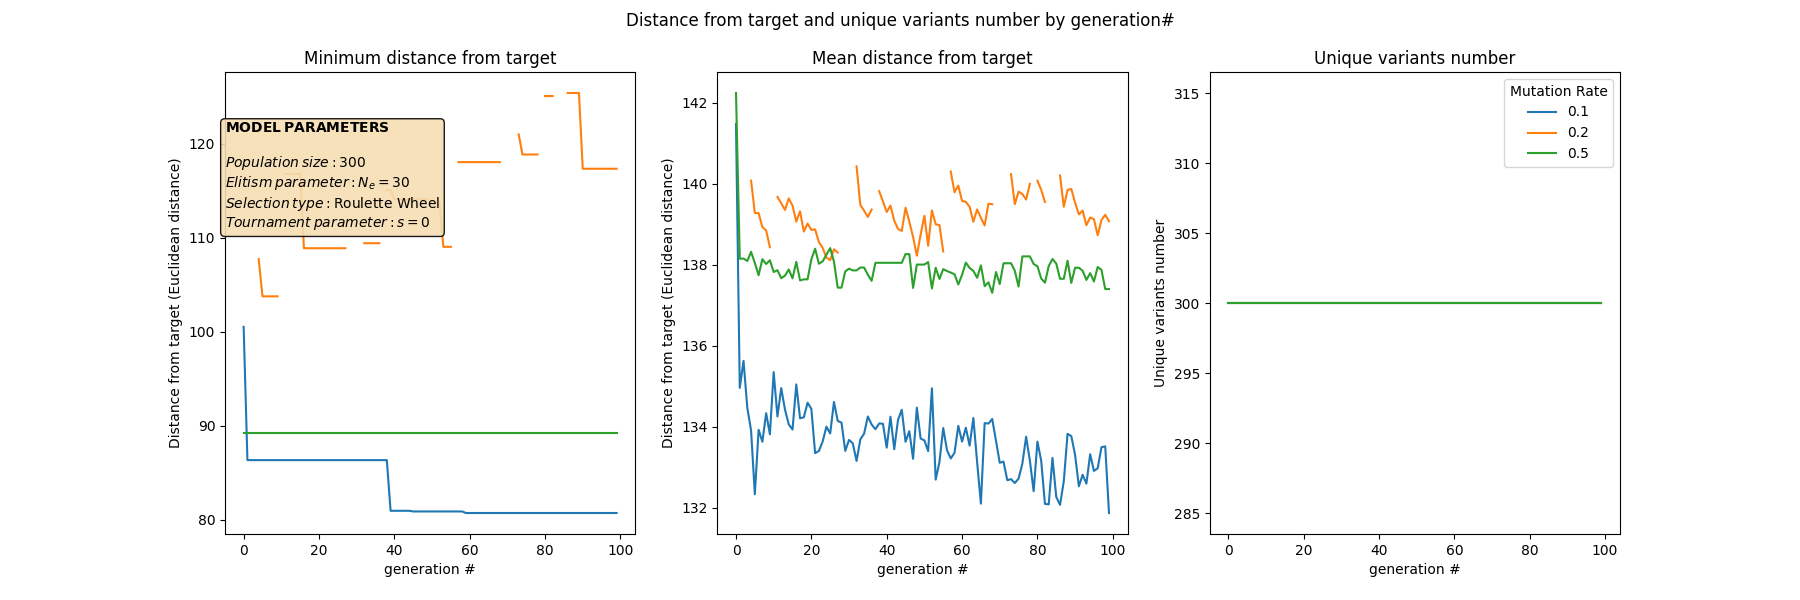 Distance from target and unique variants number by generation#
Minimum distance from target
Distance from target (Euclidean distance)
120
110
100
90
80
MODEL PARAMETERS
Population size : 300
Elitism parameter : Nₑ = 30
Selection type : Roulette Wheel
Tournament parameter : s = 0
0 20 40 60 80 100
generation #
Mean distance from target
Distance from target (Euclidean distance)
142
140
138
136
134
132
0 20 40 60 80 100
generation #
Unique variants number
Unique variants number
315
310
305
300
295
290
285
Mutation Rate
0.1
0.2
0.5
0 20 40 60 80 100
generation #